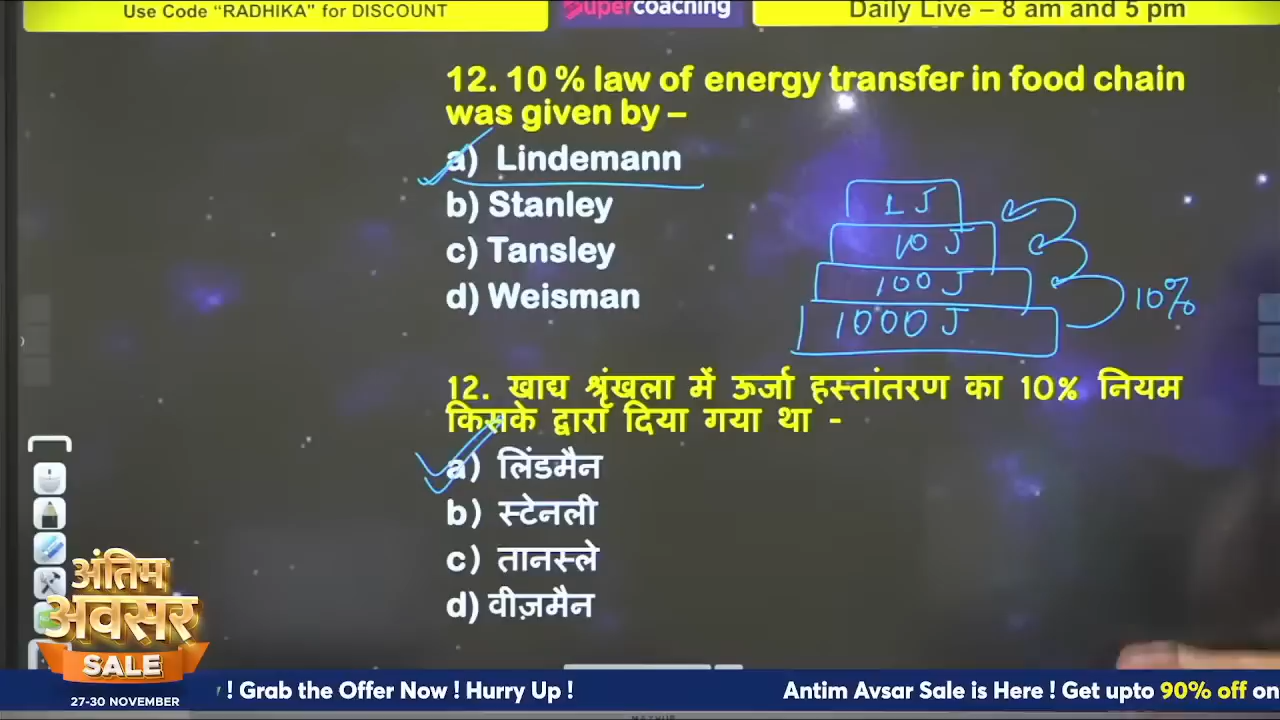 Use Code “RADHIKA” for DISCOUNT
Supercoaching
Daily Live – 8 am and 5 pm
12. 10 % law of energy transfer in food chain
was given by –
a) Lindemann
b) Stanley
c) Tansley
d) Weisman
1 J
10 J
100 J
1000 J
10%
12. खाद्य श्रृंखला में ऊर्जा हस्तांतरण का 10% नियम
किसके द्वारा दिया गया था -
a) लिंडमैन
b) स्टेनली
c) तानस्ले
d) वीज़मैन
अंतिम
अवसर
SALE
27-30 NOVEMBER
! Grab the Offer Now ! Hurry Up !
Antim Avsar Sale is Here ! Get upto 90% off on